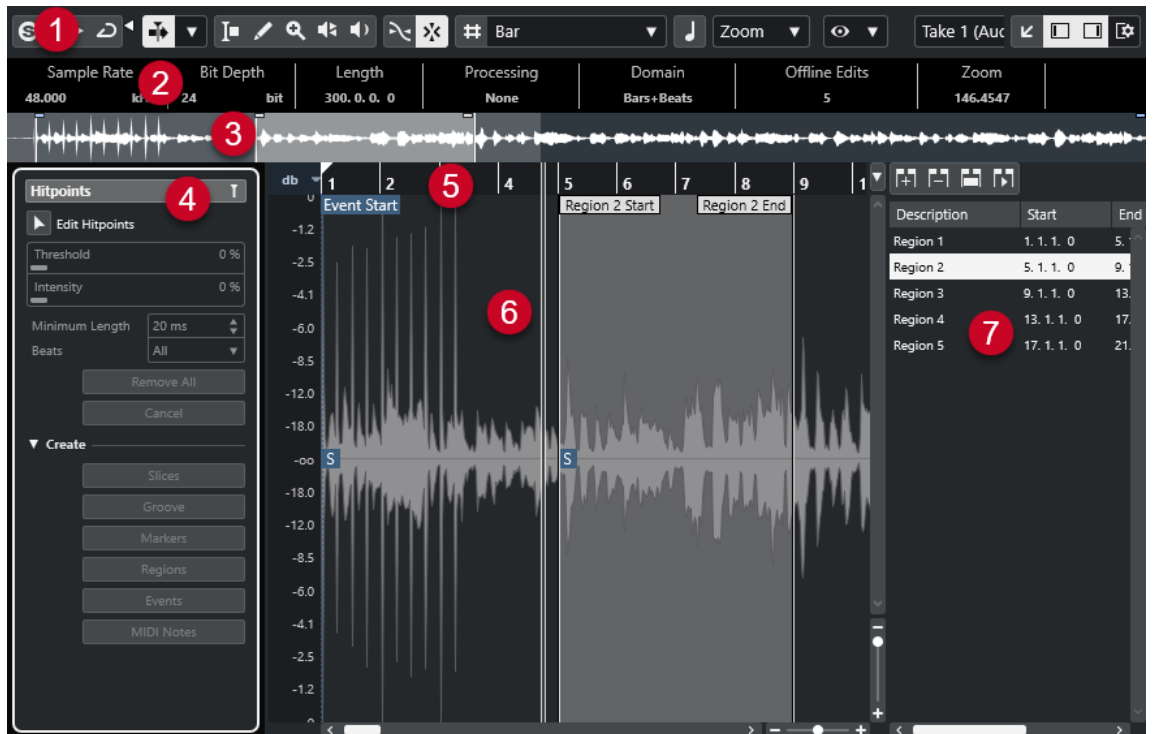 1
Bar
Zoom
Take 1 (Auc
Sample Rate
Bit Depth
Length
Processing
Domain
Offline Edits
Zoom
2
48.000
24
bit
300. 0. 0. 0
None
Bars+Beats
5
146.4547
3
Hitpoints
4
Edit Hitpoints
Threshold
0 %
Intensity
0 %
Minimum Length
20 ms
Beats
All
Remove All
Cancel
Create
Slices
Groove
Markers
Regions
Events
MIDI Notes
db
1
2
5
4
5
6
7
8
9
1
Event Start
Region 2 Start
Region 2 End
0
-1.2
-2.5
-4.1
-6.0
-8.5
-12.0
-18.0
-oo
-18.0
-12.0
-8.5
-6.0
-4.1
-2.5
-1.2
0
6
S
S
Description
Start
End
Region 1
1. 1. 1. 0
5.
Region 2
5. 1. 1. 0
9.
Region 3
9. 1. 1. 0
13.
Region 4
13. 1. 1. 0
17.
Region 5
17. 1. 1. 0
21.
7